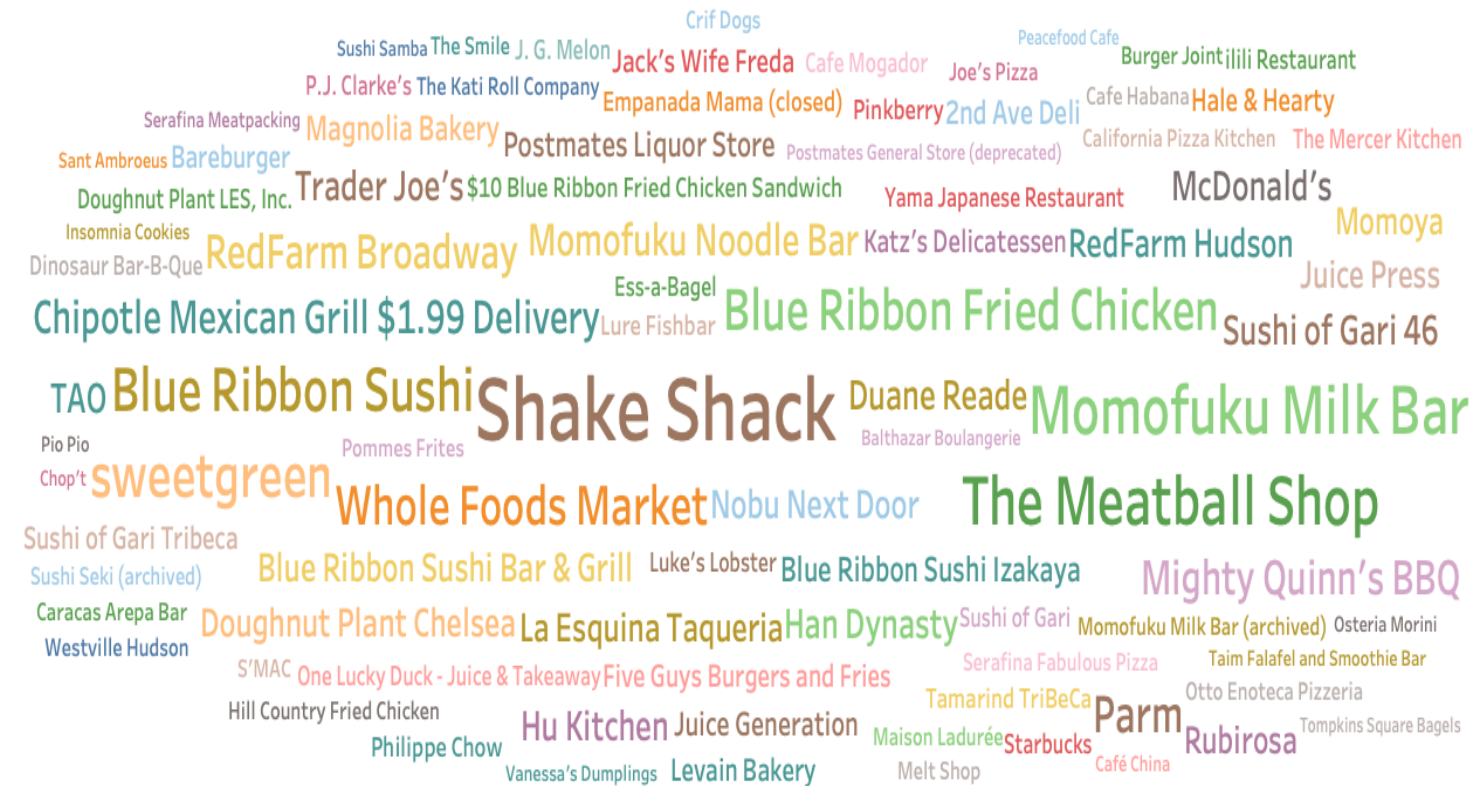 Crif Dogs
Peacefood Cafe
Sushi Samba The Smile J. G. Melon Jack's Wife Freda Cafe Mogador Joe's Pizza Burger Joint ilili Restaurant
P.J. Clarke's The Kati Roll Company Empanada Mama (closed) Pinkberry 2nd Ave Deli Cafe Habana Hale & Hearty
Serafina Meatpacking Magnolia Bakery Postmates Liquor Store Postmates General Store (deprecated) California Pizza Kitchen The Mercer Kitchen
Sant Ambroeus Bareburger
Doughnut Plant LES, Inc. Trader Joe's $10 Blue Ribbon Fried Chicken Sandwich Yama Japanese Restaurant McDonald's
Insomnia Cookies RedFarm Broadway Momofuku Noodle Bar Katz's Delicatessen RedFarm Hudson Momoya
Dinosaur Bar-B-Que Ess-a-Bagel Juice Press
Chipotle Mexican Grill $1.99 Delivery Lure Fishbar Blue Ribbon Fried Chicken Sushi of Gari 46
TAO Blue Ribbon Sushi Shake Shack Duane Reade Momofuku Milk Bar
Pio Pio Pommes Frites Balthazar Boulangerie
Chop't sweetgreen Whole Foods Market Nobu Next Door The Meatball Shop
Sushi of Gari Tribeca
Sushi Seki (archived) Blue Ribbon Sushi Bar & Grill Luke's Lobster Blue Ribbon Sushi Izakaya Mighty Quinn's BBQ
Caracas Arepa Bar Doughnut Plant Chelsea La Esquina Taqueria Han Dynasty Sushi of Gari Momofuku Milk Bar (archived) Osteria Morini
Westville Hudson
S'MAC One Lucky Duck - Juice & Takeaway Five Guys Burgers and Fries Serafina Fabulous Pizza Taim Falafel and Smoothie Bar
Hill Country Fried Chicken Hu Kitchen Juice Generation Tamarind TriBeCa Parm Otto Enoteca Pizzeria
Philippe Chow Maison Ladurée Starbucks Rubirosa Tompkins Square Bagels
Vanessa's Dumplings Levain Bakery Melt Shop Café China